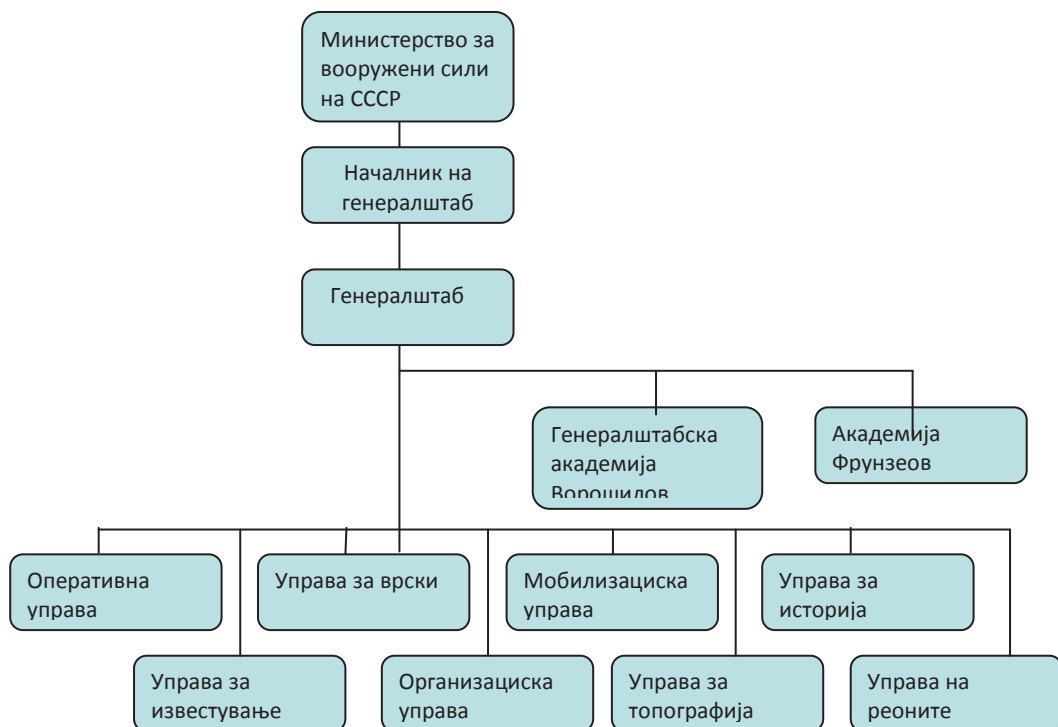 Министерство за
вооружени сили
на СССР
Началник на
генералштаб
Генералштаб
Генералштабска
академија
Ворошилов
Академија
Фрунзеов
Оперативна
управа
Управа за врски
Мобилизациска
управа
Управа за
историја
Управа за
известување
Организациска
управа
Управа за
топографија
Управа на
реоните